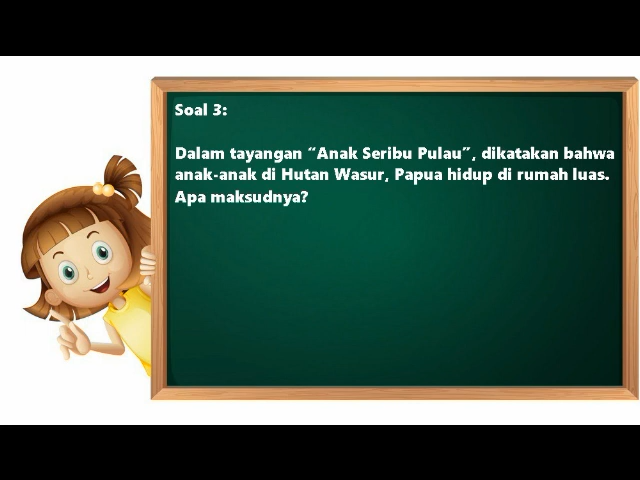 Soal 3:
Dalam tayangan “Anak Seribu Pulau”, dikatakan bahwa
anak-anak di Hutan Wasur, Papua hidup di rumah luas.
Apa maksudnya?